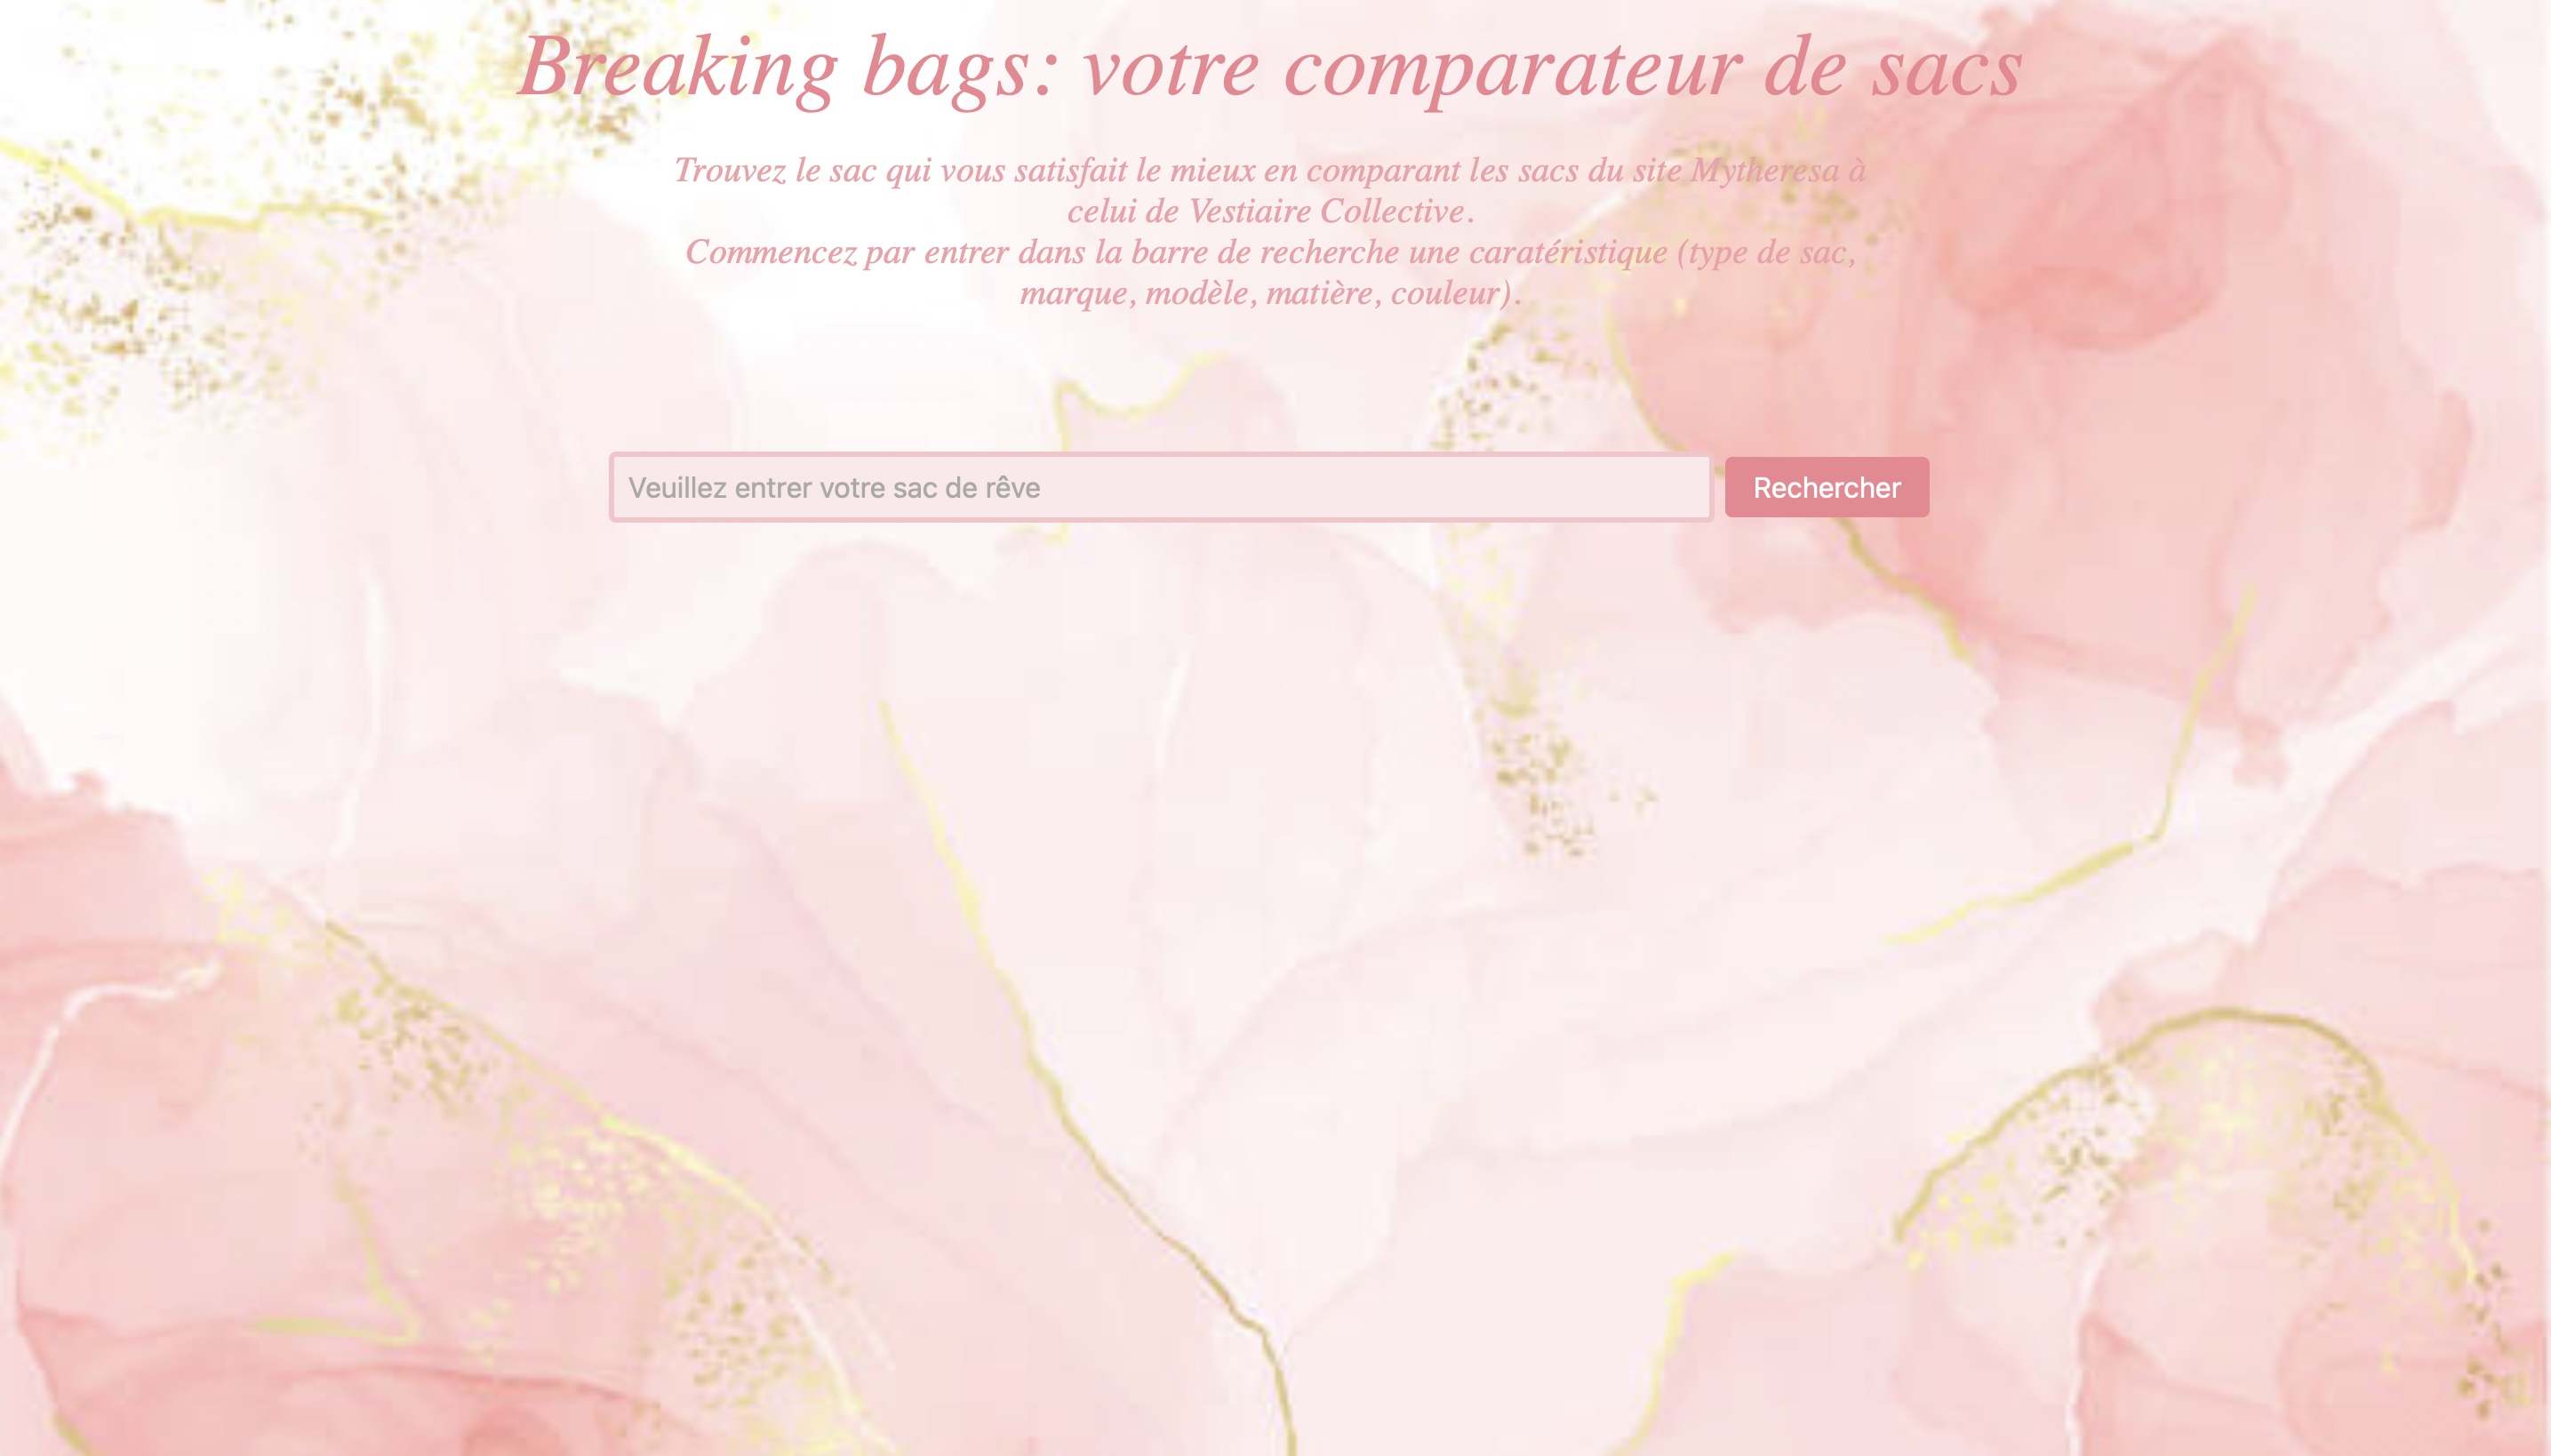 Breaking bags: votre comparateur de sacs
Trouvez le sac qui vous satisfait le mieux en comparant les sacs du site Mytheresa à
celui de Vestiaire Collective.
Commencez par entrer dans la barre de recherche une caratéristique (type de sac,
marque, modèle, matière, couleur).
Veuillez entrer votre sac de rêve
Rechercher